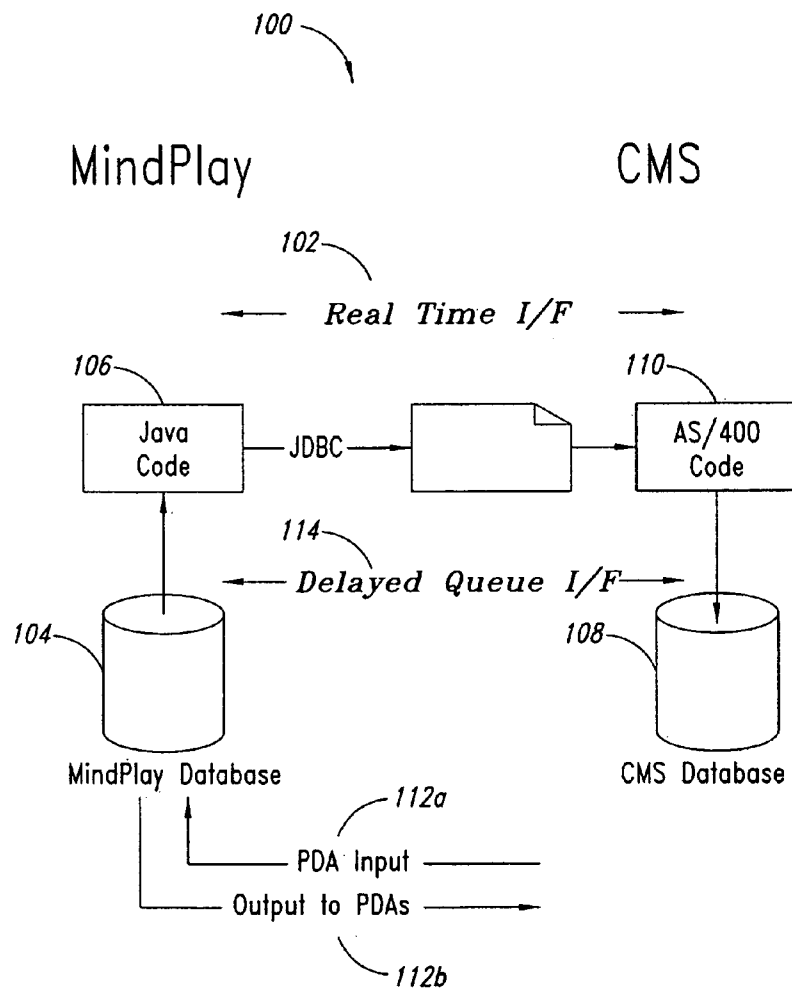 100
MindPlay CMS
102
Real Time I/F
106 110
Java Code JDBC AS/400 Code
114
Delayed Queue I/F
104 108
MindPlay Database CMS Database
112a
PDA Input
Output to PDAs
112b